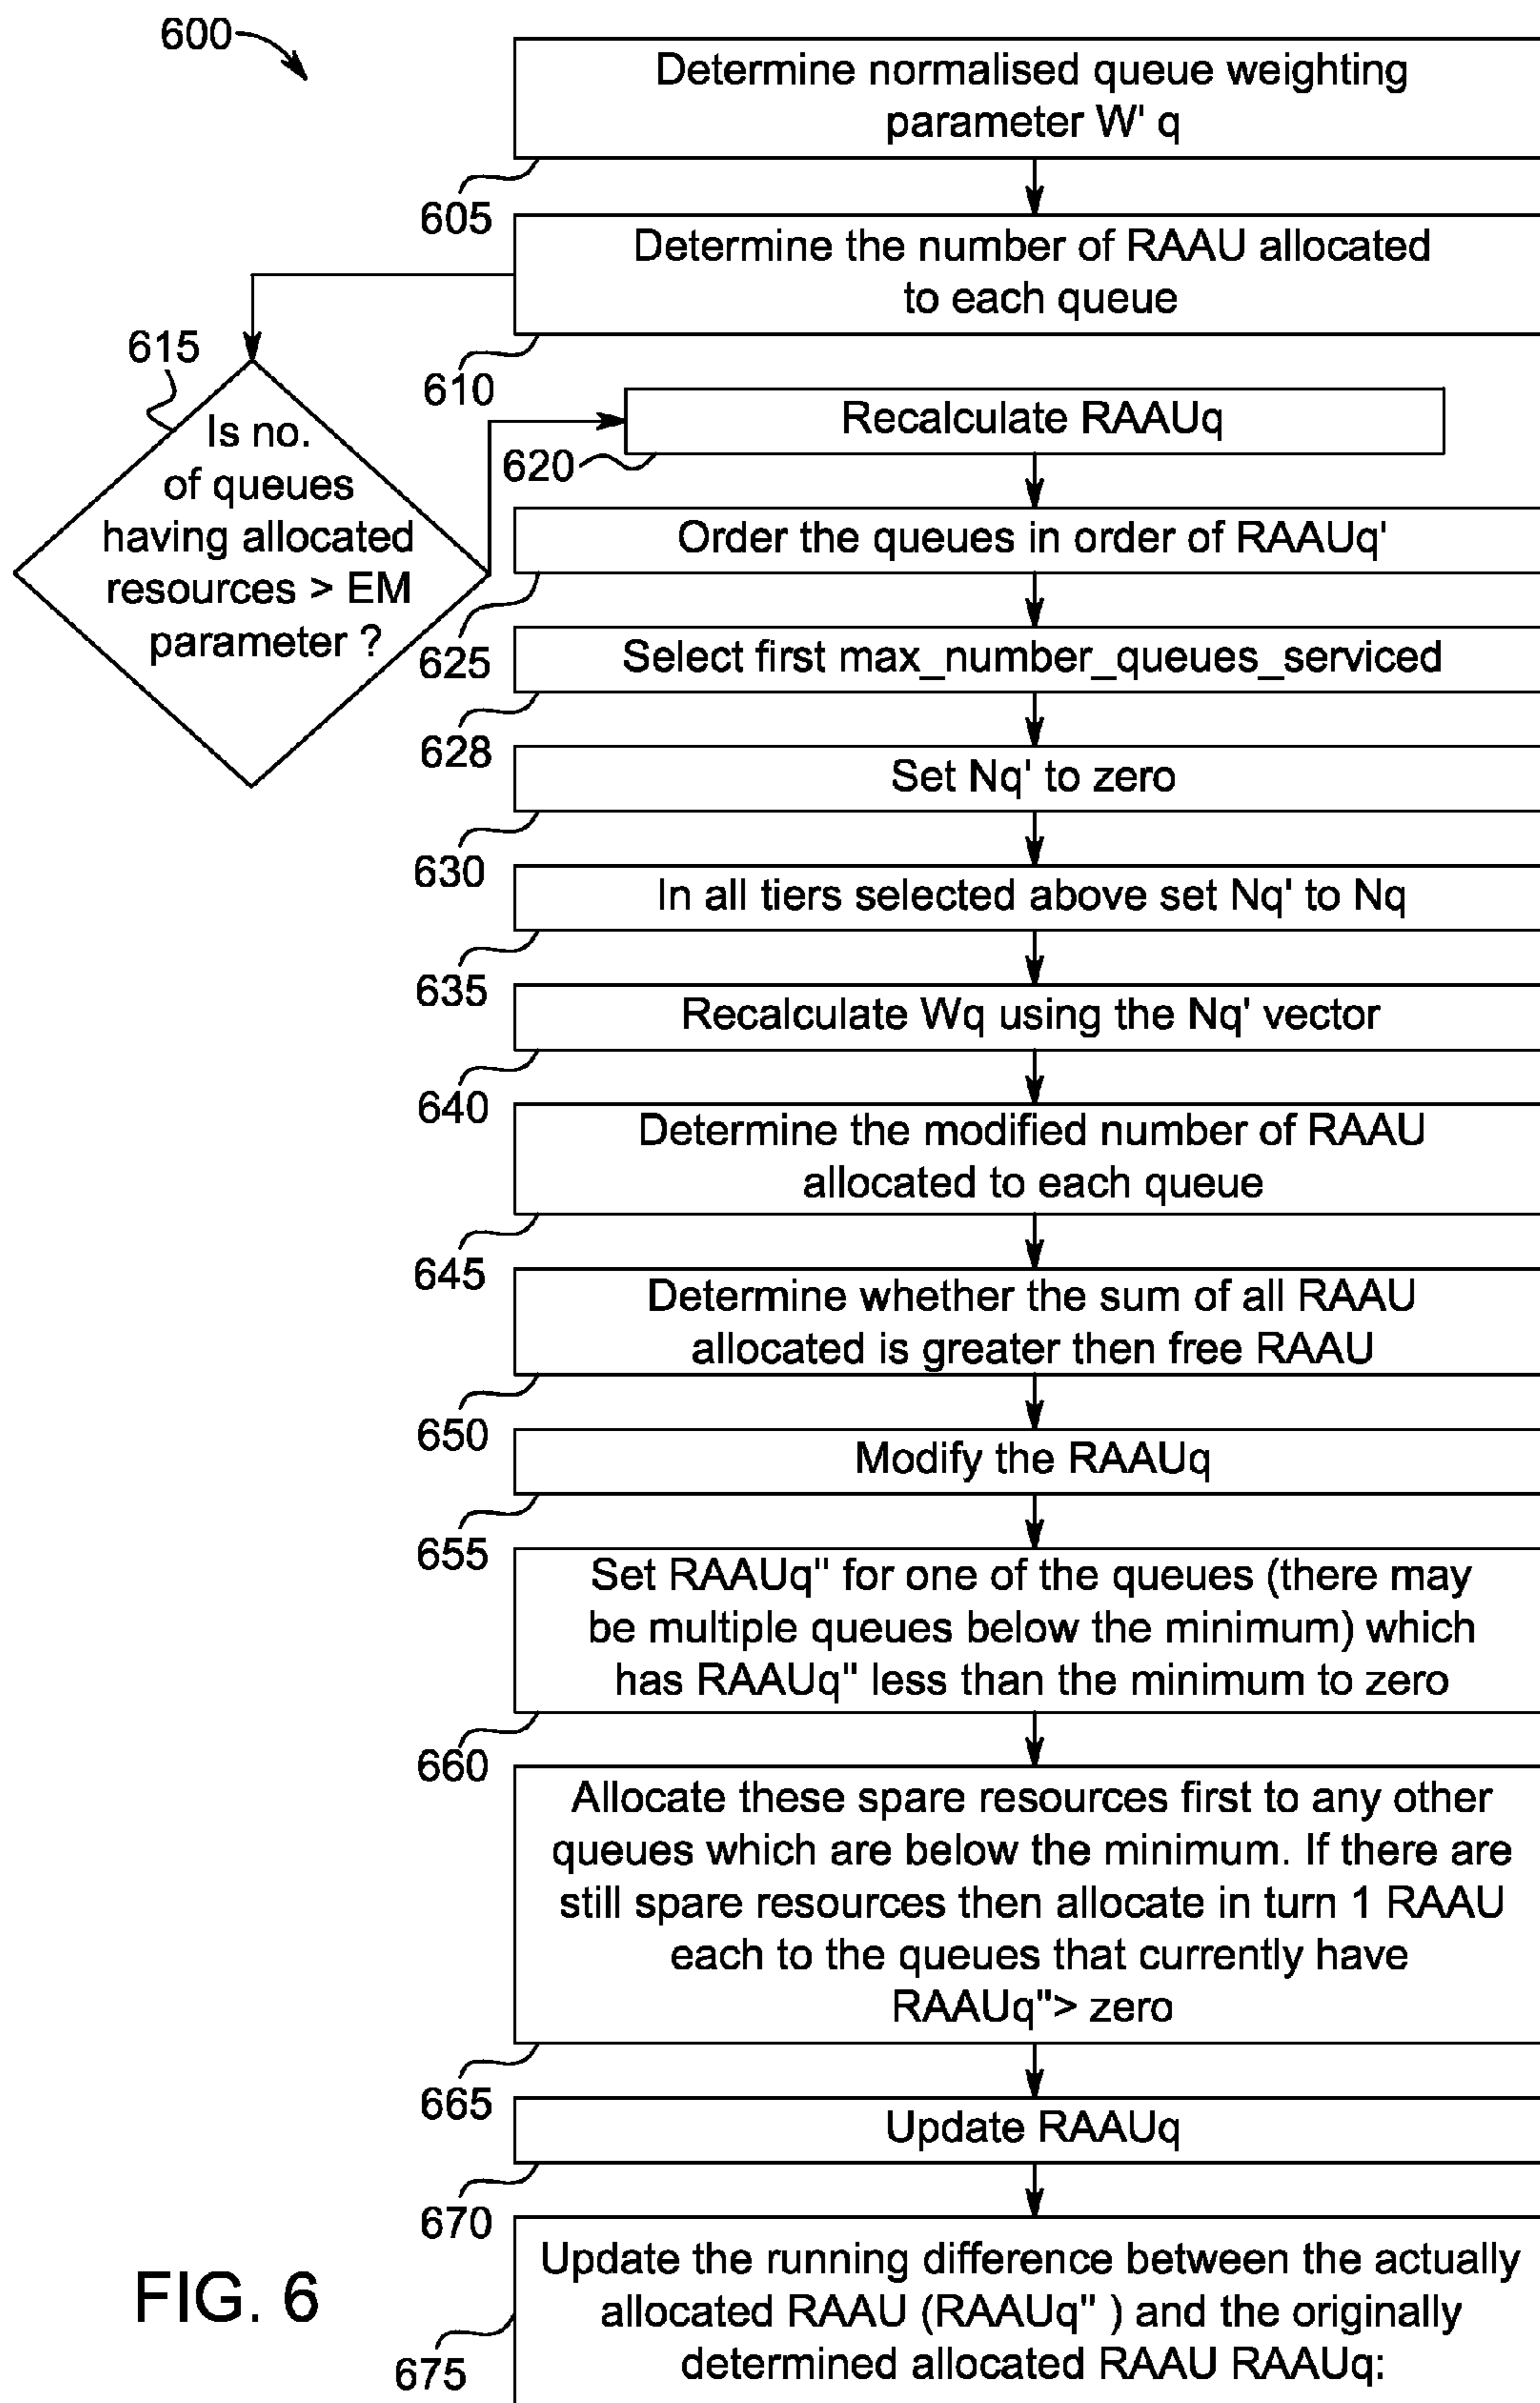 600
Determine normalised queue weighting
parameter W' q
605
Determine the number of RAAU allocated
to each queue
610
615
Is no.
of queues
having allocated
resources > EM
parameter ?
Recalculate RAAUq
620
Order the queues in order of RAAUq'
625
Select first max_number_queues_serviced
628
Set Nq' to zero
630
In all tiers selected above set Nq' to Nq
635
Recalculate Wq using the Nq' vector
640
Determine the modified number of RAAU
allocated to each queue
645
Determine whether the sum of all RAAU
allocated is greater then free RAAU
650
Modify the RAAUq
655
Set RAAUq" for one of the queues (there may
be multiple queues below the minimum) which
has RAAUq" less than the minimum to zero
660
Allocate these spare resources first to any other
queues which are below the minimum. If there are
still spare resources then allocate in turn 1 RAAU
each to the queues that currently have
RAAUq"> zero
665
Update RAAUq
670
Update the running difference between the actually
allocated RAAU (RAAUq" ) and the originally
determined allocated RAAU RAAUq:
675
FIG. 6